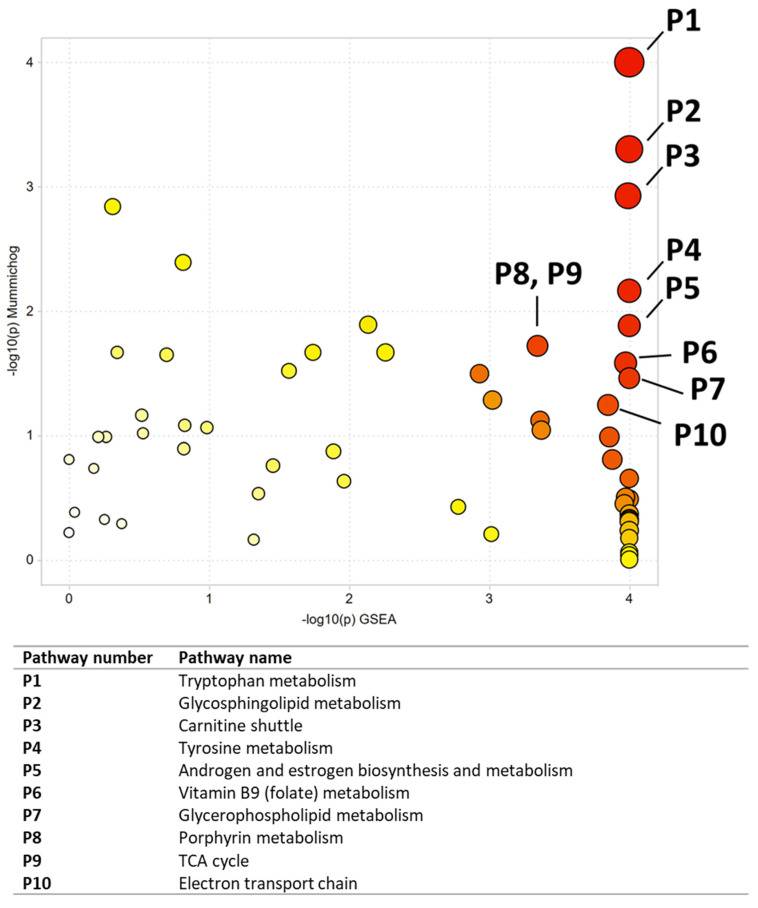 P1
P2
P3
P4
P5
P8, P9
P6
P7
P10
4
3
2
1
0
-log10(p) Mummichog
0 1 2 3 4
-log10(p) GSEA
Pathway number Pathway name
P1 Tryptophan metabolism
P2 Glycosphingolipid metabolism
P3 Carnitine shuttle
P4 Tyrosine metabolism
P5 Androgen and estrogen biosynthesis and metabolism
P6 Vitamin B9 (folate) metabolism
P7 Glycerophospholipid metabolism
P8 Porphyrin metabolism
P9 TCA cycle
P10 Electron transport chain